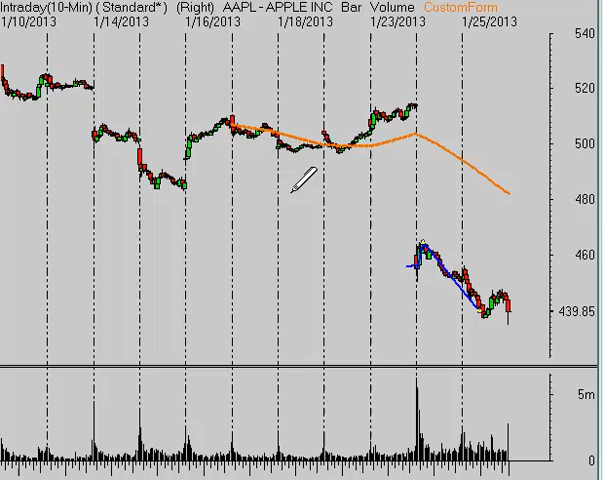 Intraday(10-Min) ( Standard*) (Right) AAPL - APPLE INC Bar Volume CustomForm
1/10/2013 1/14/2013 1/16/2013 1/18/2013 1/23/2013 1/25/2013
540
520
500
480
460
439.85
5m
0